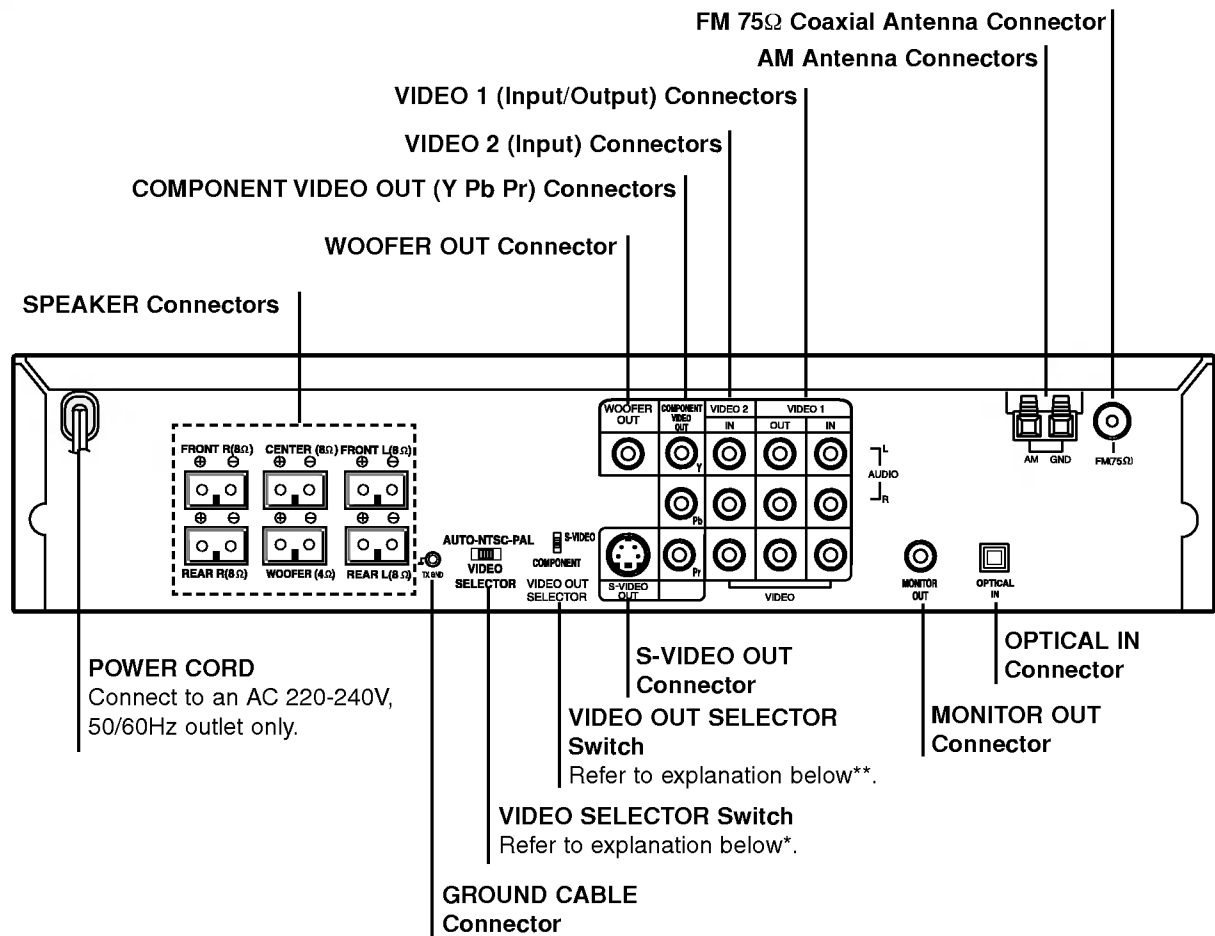 FM 75Ω Coaxial Antenna Connector
AM Antenna Connectors
VIDEO 1 (Input/Output) Connectors
VIDEO 2 (Input) Connectors
COMPONENT VIDEO OUT (Y Pb Pr) Connectors
WOOFER OUT Connector
SPEAKER Connectors
WOOFER
OUT
COMPONENT
VIDEO
OUT
VIDEO 2
IN
VIDEO 1
OUT
IN
Y
Pb
Pr
L
AUDIO
R
AM GND
FM(75Ω)
FRONT R(8Ω) CENTER (8Ω) FRONT L(8Ω)
⊕ ⊖ ⊕ ⊖ ⊕ ⊖
⊕ ⊖ ⊕ ⊖ ⊕ ⊖
REAR R(8Ω) WOOFER (4Ω) REAR L(8Ω)
TX GND
AUTO-NTSC-PAL
VIDEO
SELECTOR
S-VIDEO
COMPONENT
VIDEO OUT
SELECTOR
S-VIDEO
OUT
VIDEO
MONITOR
OUT
OPTICAL
IN
POWER CORD
Connect to an AC 220-240V,
50/60Hz outlet only.
S-VIDEO OUT
Connector
OPTICAL IN
Connector
VIDEO OUT SELECTOR
Switch
Refer to explanation below**.
MONITOR OUT
Connector
VIDEO SELECTOR Switch
Refer to explanation below*.
GROUND CABLE
Connector